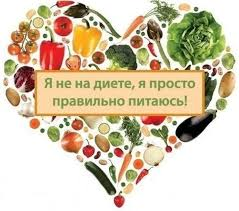 Я не на диете, я просто
правильно питаюсь!